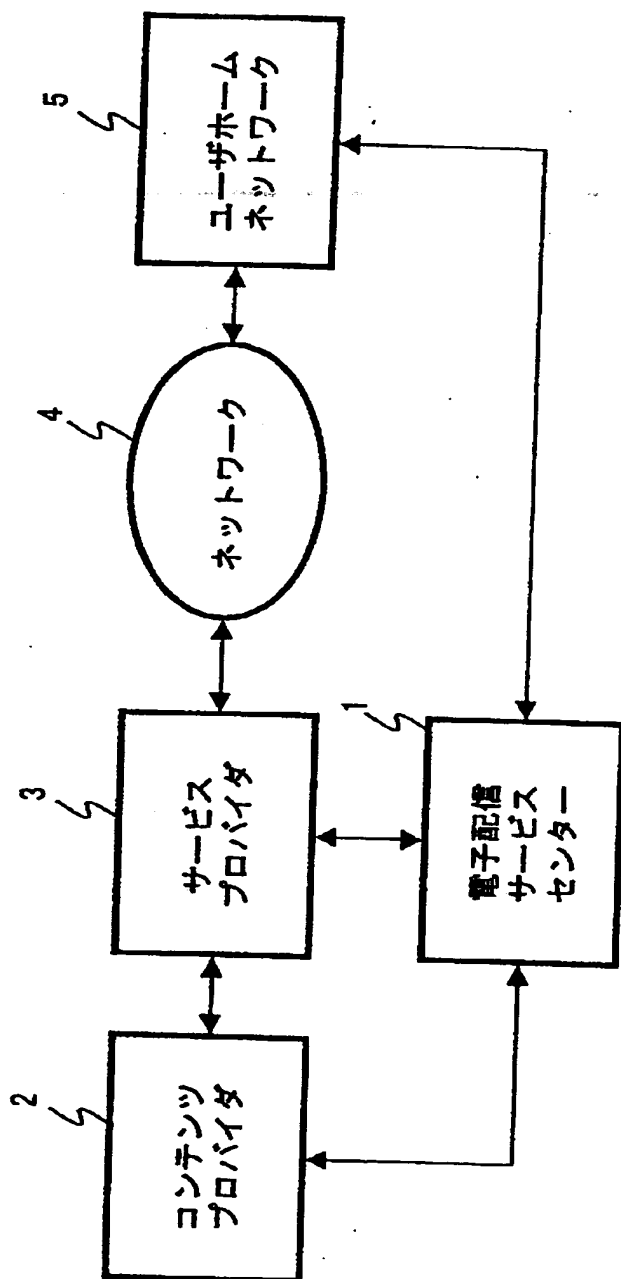 2
コンテンツ
プロバイダ
3
サービス
プロバイダ
4
ネットワーク
5
ユーザホーム
ネットワーク
1
電子配信
サービス
センター